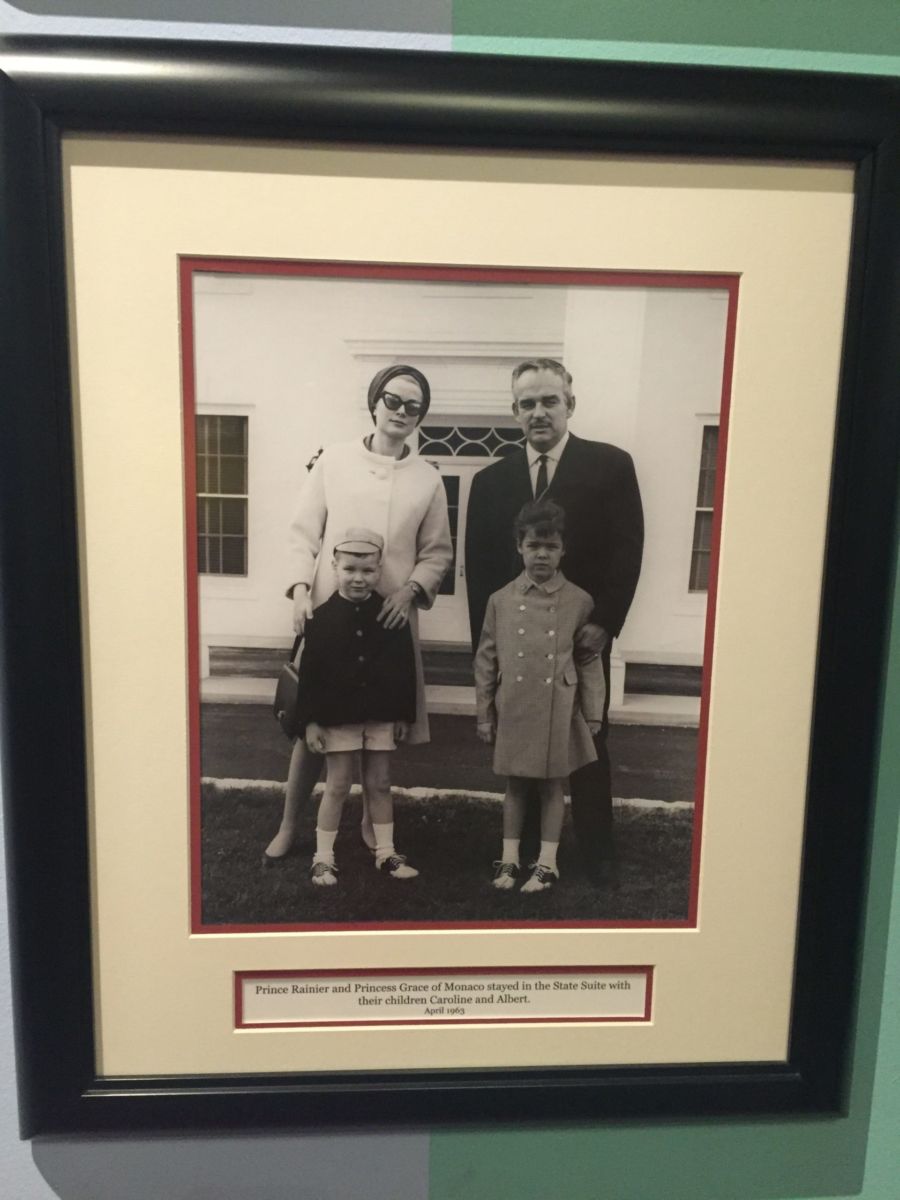 Prince Rainier and Princess Grace of Monaco stayed in the State Suite with
their children Caroline and Albert.
April 1963